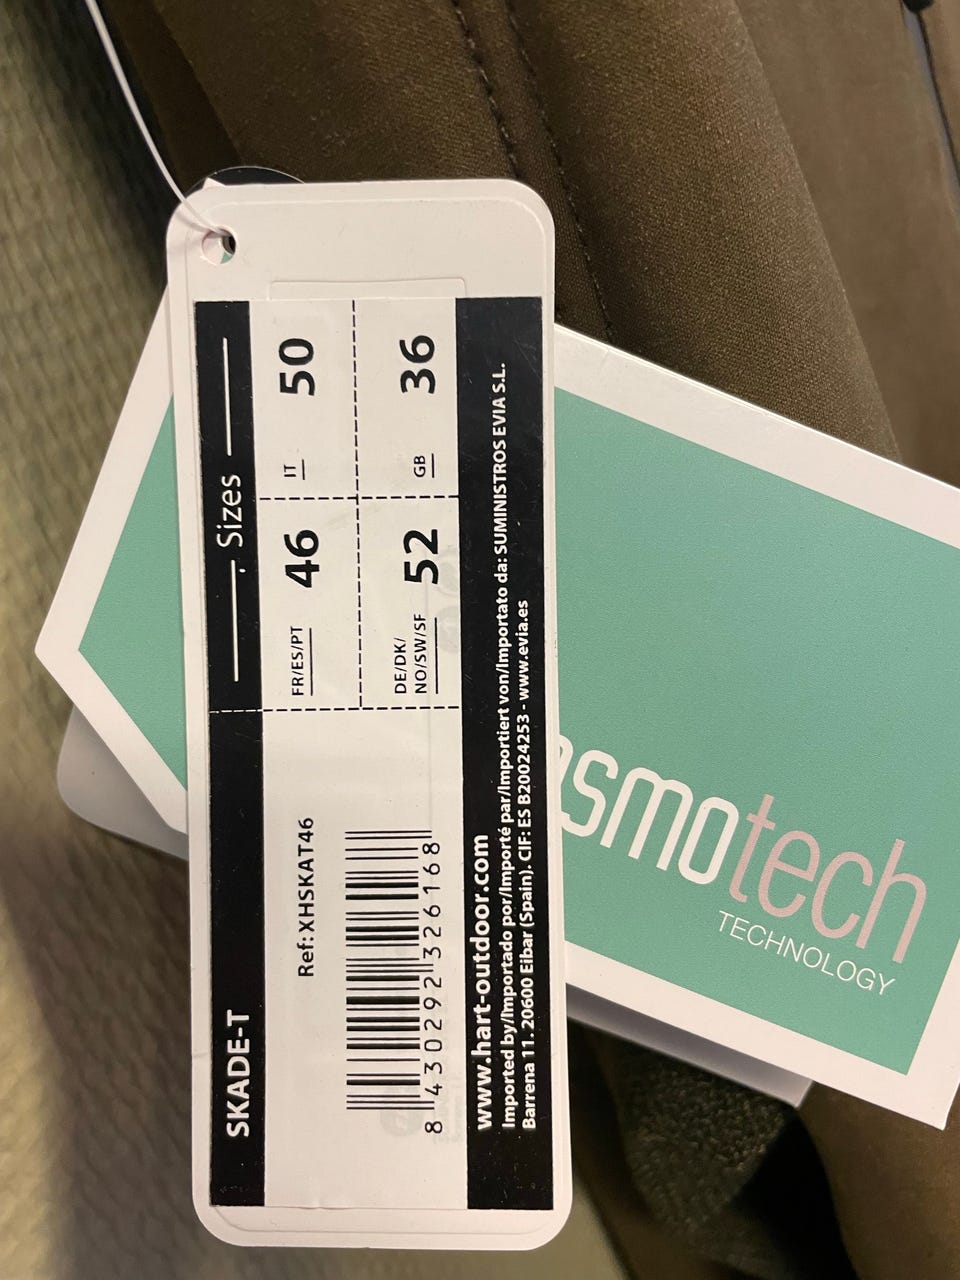 Sizes
FR/ES/PT 46
IT 50
DE/DK/
NO/SW/SF 52
GB 36
SKADE-T
Ref: XHSKAT46
8 430292 326168
www.hart-outdoor.com
Imported by/Importado por/Importé par/Importiert von/Importato da: SUMINISTROS EVIA S.L.
Barrena 11. 20600 Eibar (Spain). CIF: ES B20024253 - www.evia.es
osmotech
TECHNOLOGY